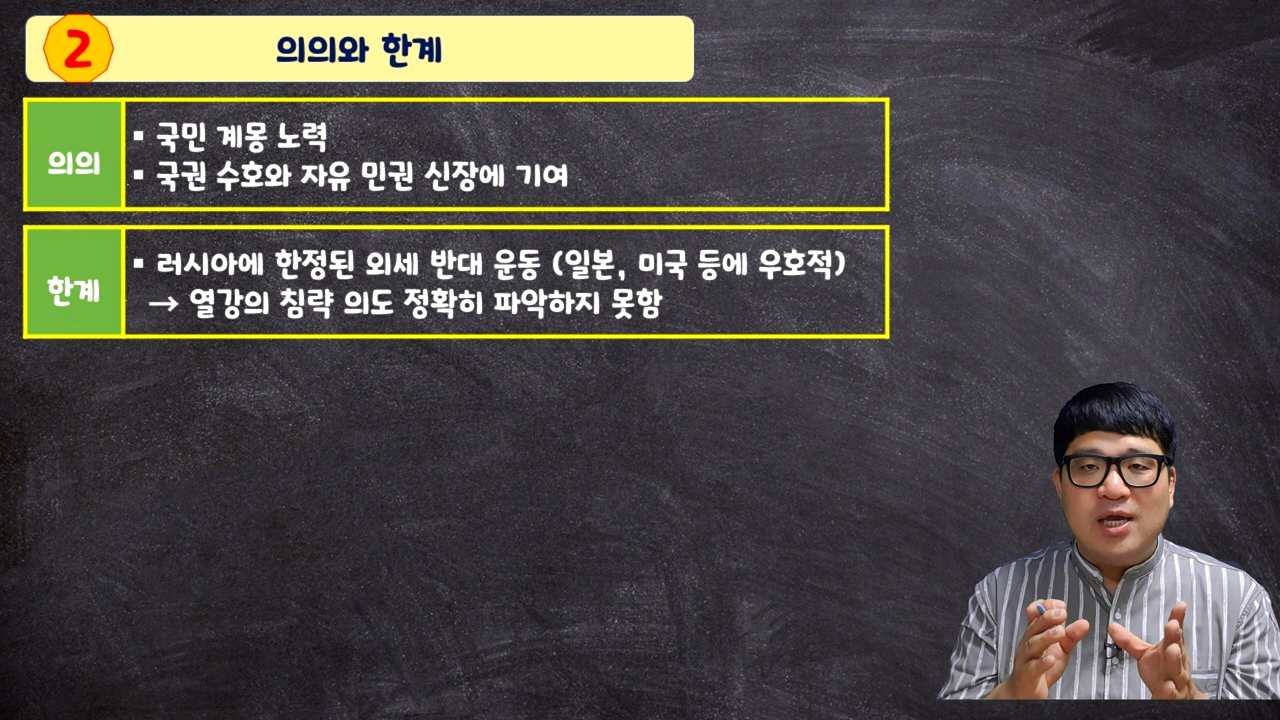 2
의의와 한계
의의
▪ 국민 계몽 노력
▪ 국권 수호와 자유 민권 신장에 기여
한계
▪ 러시아에 한정된 외세 반대 운동 (일본, 미국 등에 우호적)
→ 열강의 침략 의도 정확히 파악하지 못함